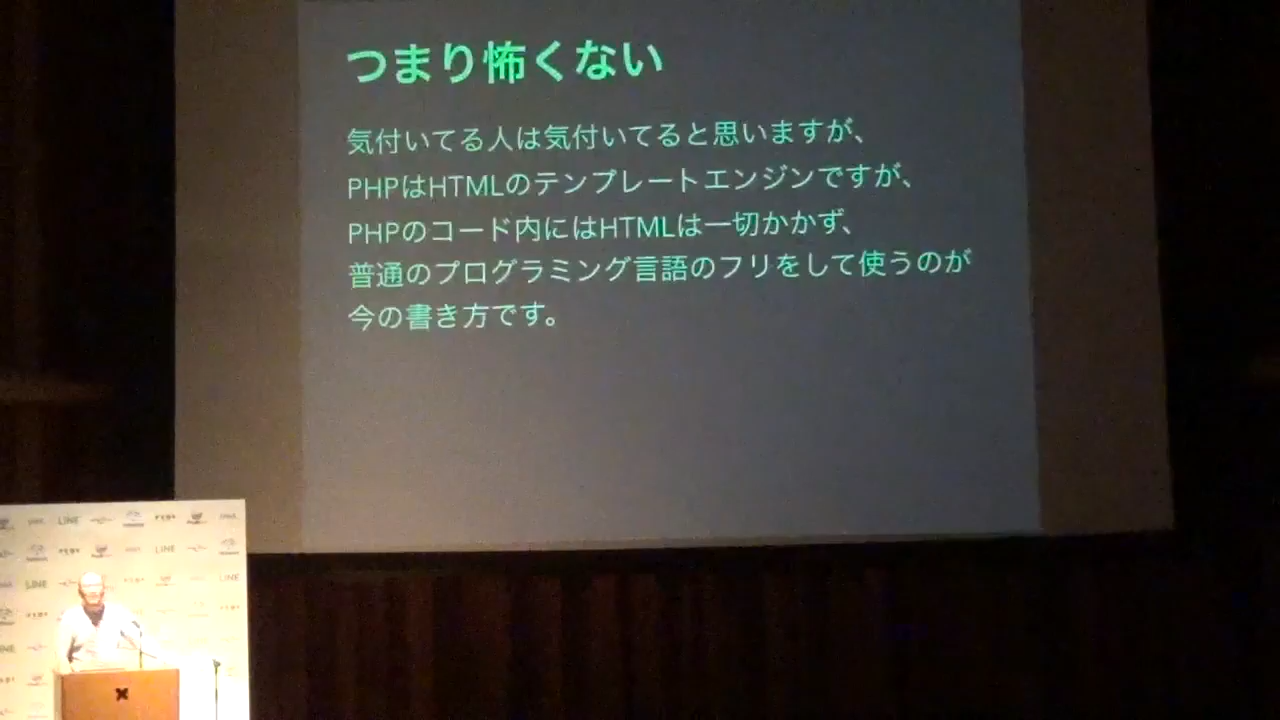 つまり怖くない
気付いてる人は気付いてると思いますが、
PHPはHTMLのテンプレートエンジンですが、
PHPのコード内にはHTMLは一切かかず、
普通のプログラミング言語のフリをして使うのが
今の書き方です。
LINE
LINE
LINE
LINE